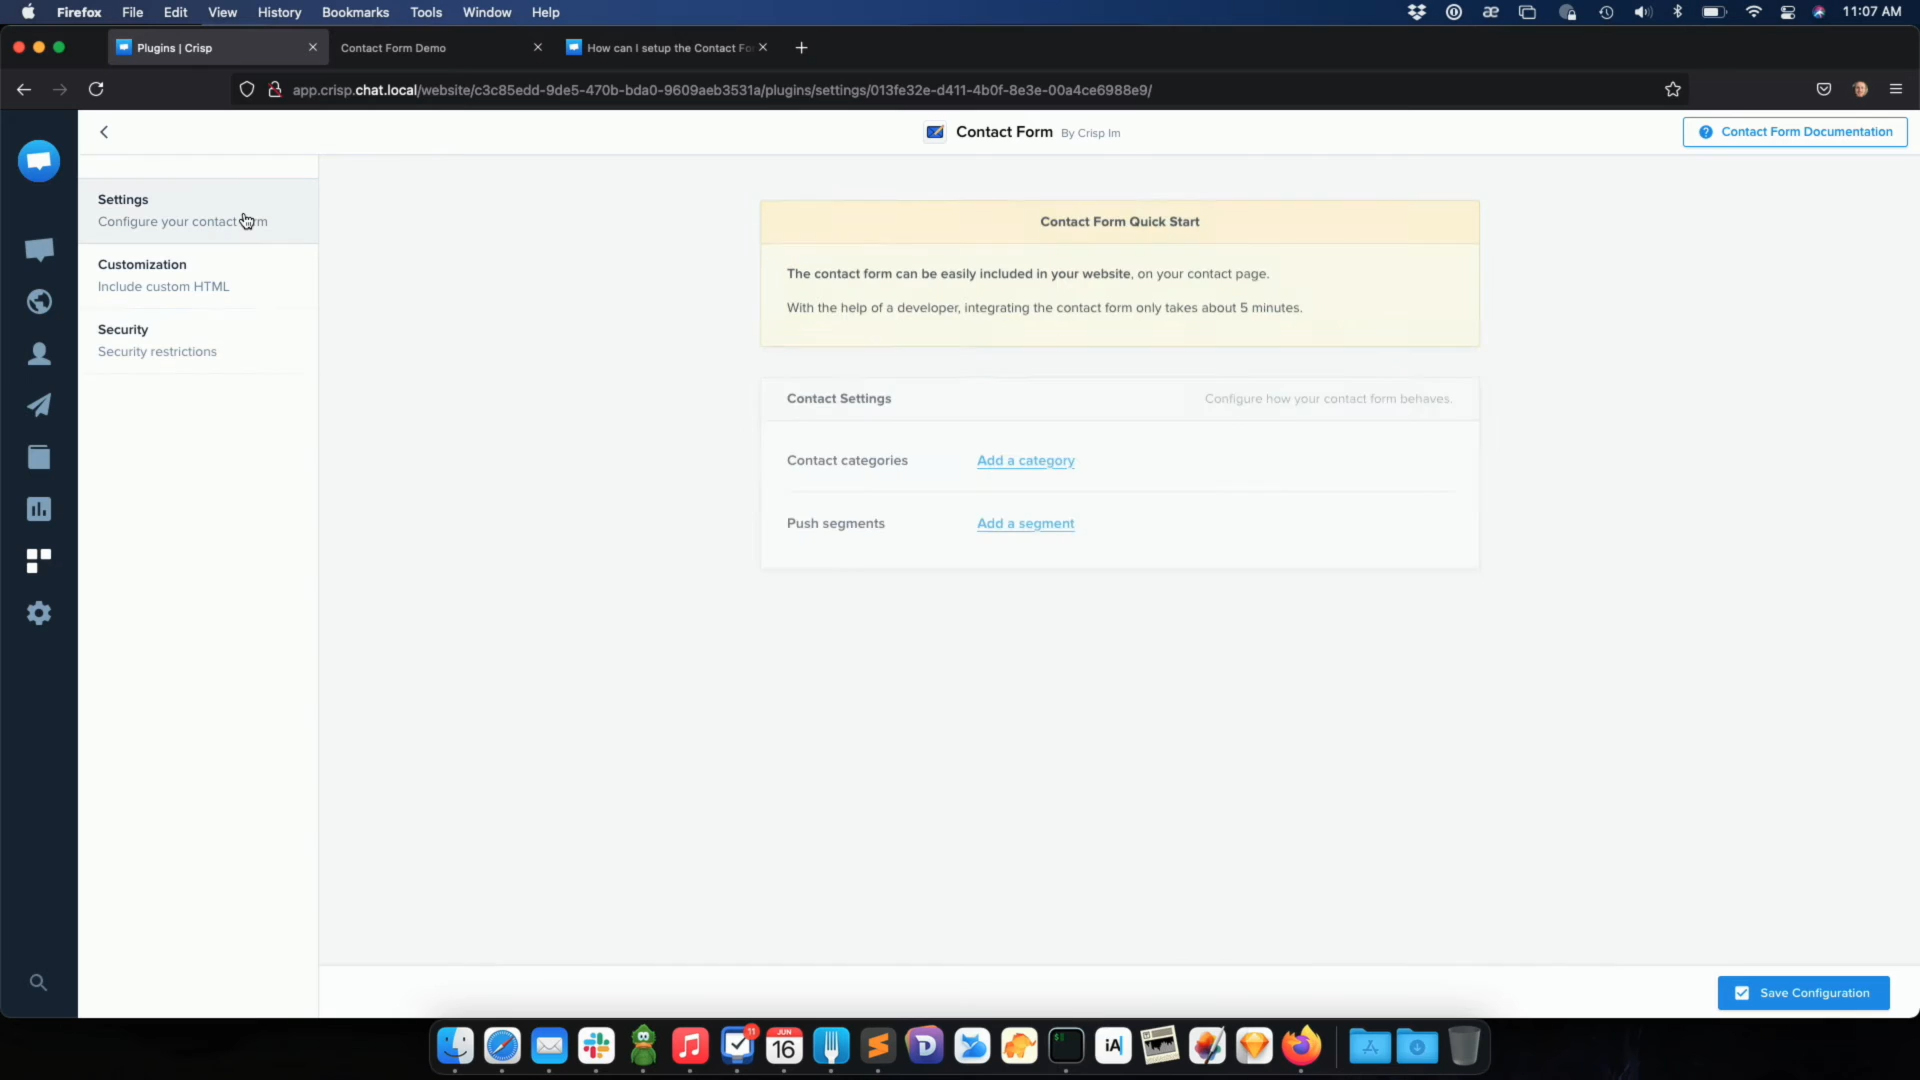 Firefox File Edit View History Bookmarks Tools Window Help 11:07 AM
Plugins | Crisp Contact Form Demo How can I setup the Contact Fo
app.crisp.chat.local/website/c3c85edd-9de5-470b-bda0-9609aeb3531a/plugins/settings/013fe32e-d411-4b0f-8e3e-00a4ce6988e9/
Contact Form By Crisp Im
Contact Form Documentation
Settings
Configure your contact
Customization
Include custom HTML
Security
Security restrictions
Contact Form Quick Start
The contact form can be easily included in your website, on your contact page.
With the help of a developer, integrating the contact form only takes about 5 minutes.
Contact Settings Configure how your contact form behaves.
Contact categories Add a category
Push segments Add a segment
Save Configuration
11
JUN
16
iA